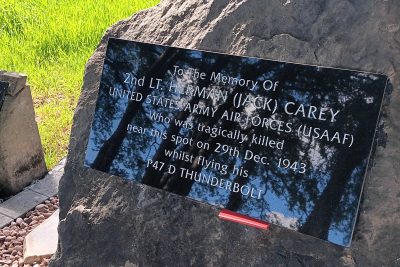 To The Memory Of
2nd LT. HERMAN (JACK) CAREY
UNITED STATES ARMY AIR FORCES (USAAF)
Who was tragically killed
near this spot on 29th Dec. 1943
whilst flying his
P47 D THUNDERBOLT